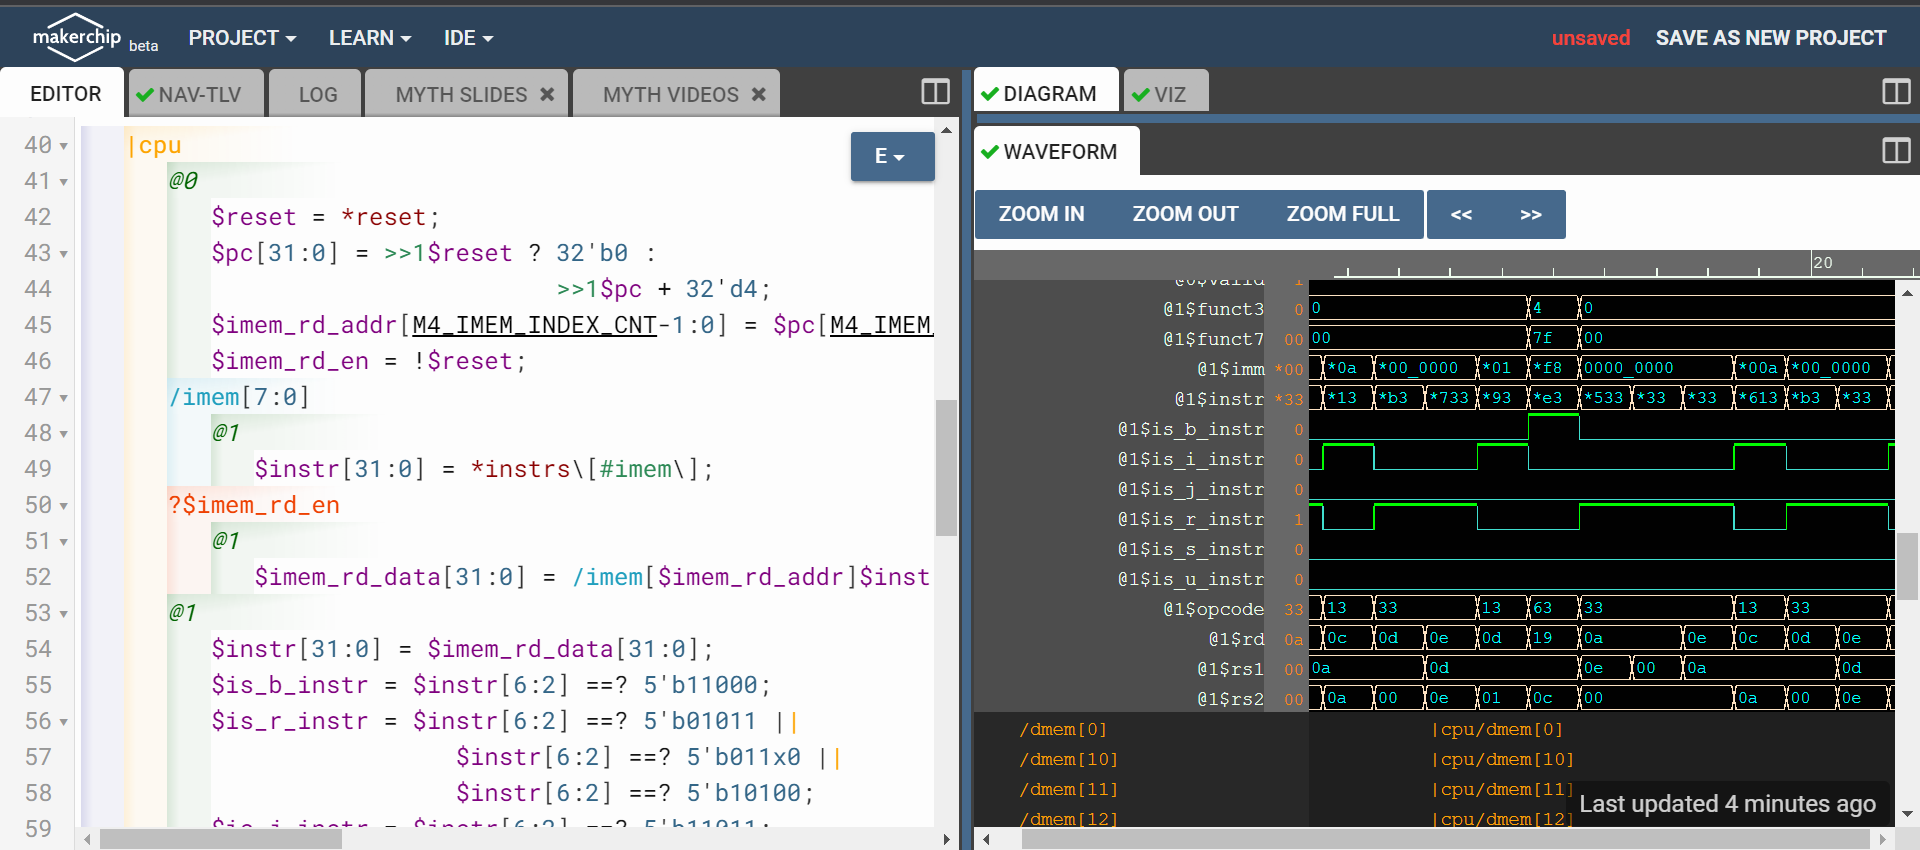 makerchip beta PROJECT LEARN IDE unsaved SAVE AS NEW PROJECT
EDITOR NAV-TLV LOG MYTH SLIDES MYTH VIDEOS
40 |cpu
41 @0
42 $reset = *reset;
43 $pc[31:0] = >>1$reset ? 32'b0 :
44 >>1$pc + 32'd4;
45 $imem_rd_addr[M4_IMEM_INDEX_CNT-1:0] = $pc[M4_IMEM_
46 $imem_rd_en = !$reset;
47 /imem[7:0]
48 @1
49 $instr[31:0] = *instrs\[#imem\];
50 ?$imem_rd_en
51 @1
52 $imem_rd_data[31:0] = /imem[$imem_rd_addr]$inst
53 @1
54 $instr[31:0] = $imem_rd_data[31:0];
55 $is_b_instr = $instr[6:2] ==? 5'b11000;
56 $is_r_instr = $instr[6:2] ==? 5'b01011 ||
57 $instr[6:2] ==? 5'b011x0 ||
58 $instr[6:2] ==? 5'b10100;
59 $is_j_instr = $instr[6:2] ==? 5'b11011;
E
DIAGRAM VIZ
WAVEFORM
ZOOM IN ZOOM OUT ZOOM FULL << >>
20
@0$valid 1
@1$funct3 0 0 4 0
@1$funct7 00 00 7f 00
@1$imm *00 *0a *00_0000 *01 *f8 0000_0000 *00a *00_0000
@1$instr *33 *13 *b3 *733 *93 *e3 *533 *33 *33 *613 *b3 *33
@1$is_b_instr 0
@1$is_i_instr 0
@1$is_j_instr 0
@1$is_r_instr 1
@1$is_s_instr 0
@1$is_u_instr 0
@1$opcode 33 13 33 13 63 33 13 33
@1$rd 0a 0c 0d 0e 0d 19 0a 0e 0c 0d 0e
@1$rs1 00 0a 0d 0e 00 0a 0d
@1$rs2 00 0a 00 0e 01 0c 00 0a 00 0e
/dmem[0] |cpu/dmem[0]
/dmem[10] |cpu/dmem[10]
/dmem[11] |cpu/dmem[11]
/dmem[12] |cpu/dmem[12]
Last updated 4 minutes ago